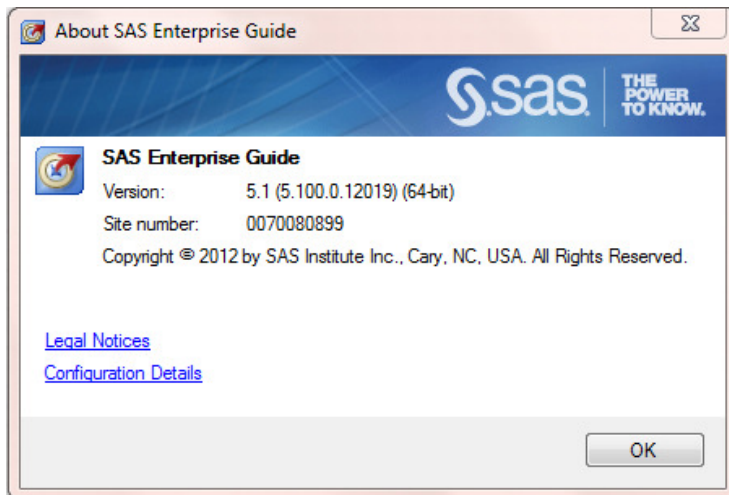 About SAS Enterprise Guide
sas THE POWER TO KNOW.
SAS Enterprise Guide
Version: 5.1 (5.100.0.12019) (64-bit)
Site number: 0070080899
Copyright © 2012 by SAS Institute Inc., Cary, NC, USA. All Rights Reserved.
Legal Notices
Configuration Details
OK